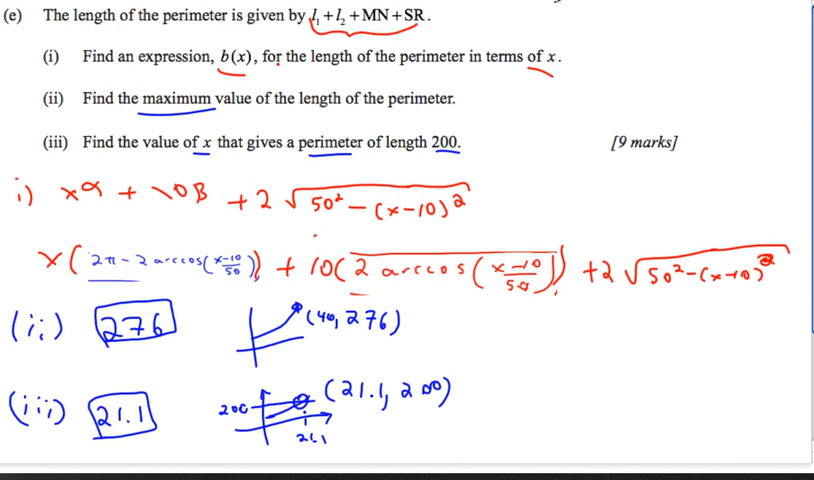 (e) The length of the perimeter is given by l₁ + l₂ + MN + SR.
(i) Find an expression, b(x), for the length of the perimeter in terms of x.
(ii) Find the maximum value of the length of the perimeter.
(iii) Find the value of x that gives a perimeter of length 200. [9 marks]
i) xα + 10β + 2√(50² - (x-10)²)
x(2π - 2 arccos(x-10/50)) + 10(2 arccos(x-10/50)) + 2√(50² - (x-10)²)
(ii) 276 (40, 276)
(iii) 21.1 200 (21.1, 200)
21.1